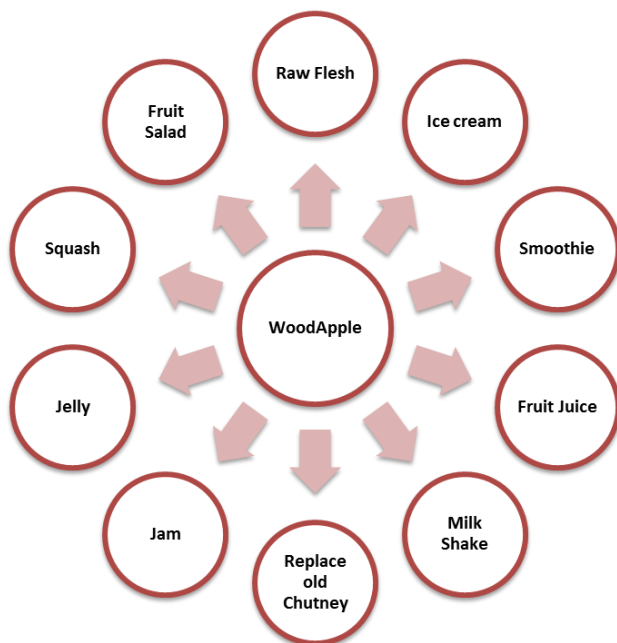 Raw Flesh
Ice cream
Smoothie
Fruit Juice
Milk
Shake
Replace
old
Chutney
Jam
Jelly
Squash
Fruit
Salad
WoodApple